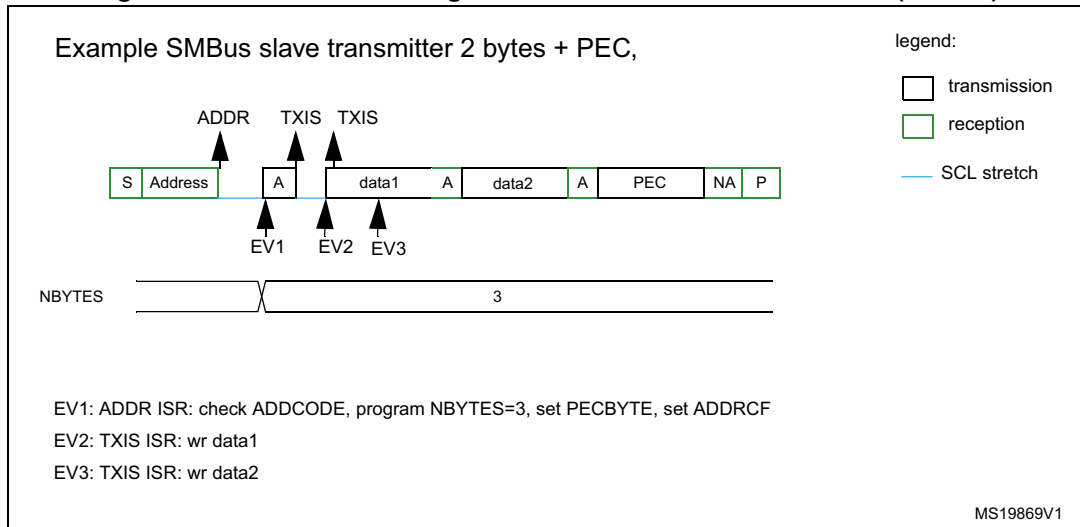 Example SMBus slave transmitter 2 bytes + PEC,
legend:
transmission
reception
SCL stretch
ADDR TXIS TXIS
S Address A data1 A data2 A PEC NA P
EV1 EV2 EV3
NBYTES 3
EV1: ADDR ISR: check ADDCODE, program NBYTES=3, set PECBYTE, set ADDRCF
EV2: TXIS ISR: wr data1
EV3: TXIS ISR: wr data2
MS19869V1